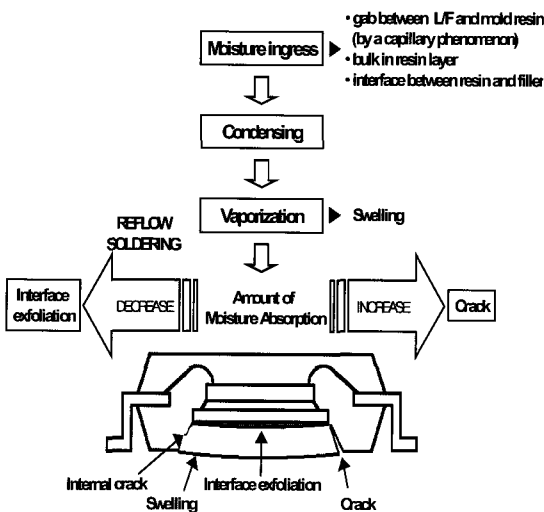 Moisture ingress
• gab between L/F and mold resin
(by a capillary phenomenon)
• bulk in resin layer
• interface between resin and filler
Condensing
Vaporization
Swelling
REFLOW
SOLDERING
Interface
exfoliation
DECREASE
Amount of
Moisture Absorption
INCREASE
Crack
Internal crack
Swelling
Interface exfoliation
Crack